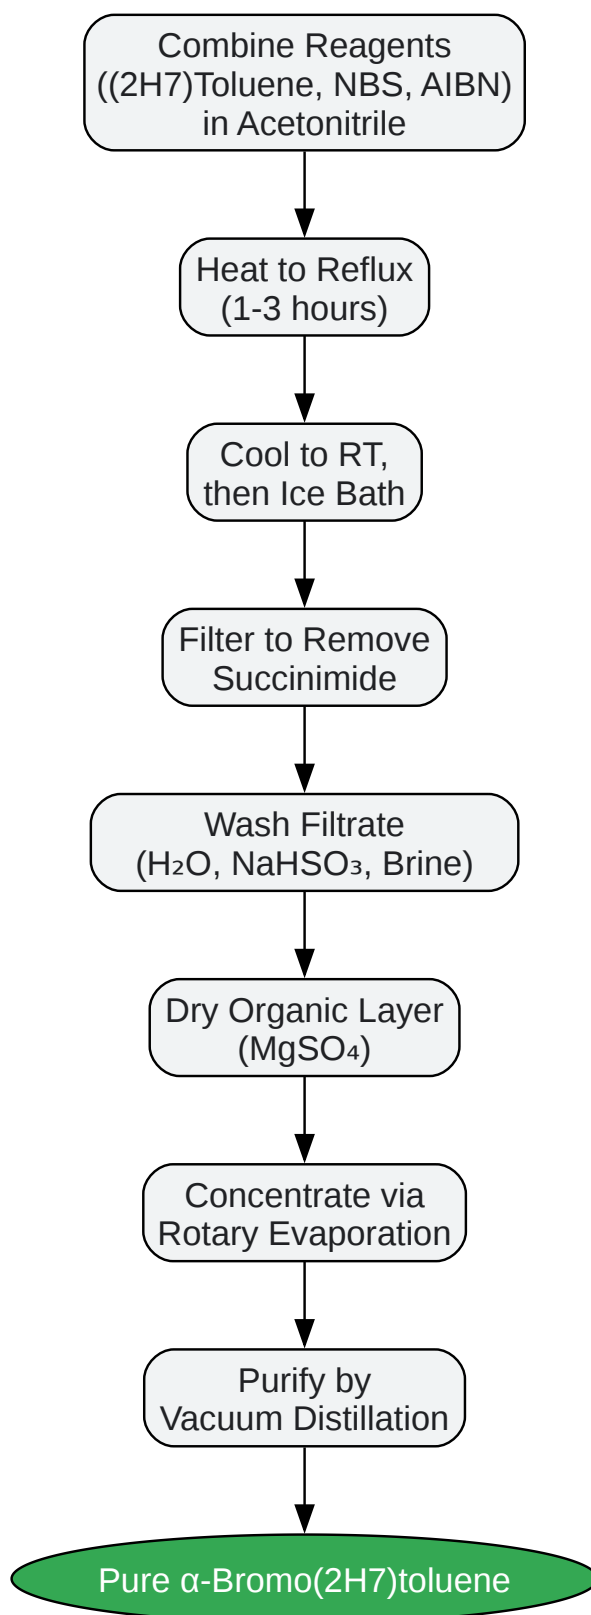 Combine Reagents
((2H7)Toluene, NBS, AIBN)
in Acetonitrile
Heat to Reflux
(1-3 hours)
Cool to RT,
then Ice Bath
Filter to Remove
Succinimide
Wash Filtrate
(H₂O, NaHSO₃, Brine)
Dry Organic Layer
(MgSO₄)
Concentrate via
Rotary Evaporation
Purify by
Vacuum Distillation
Pure α-Bromo(2H7)toluene